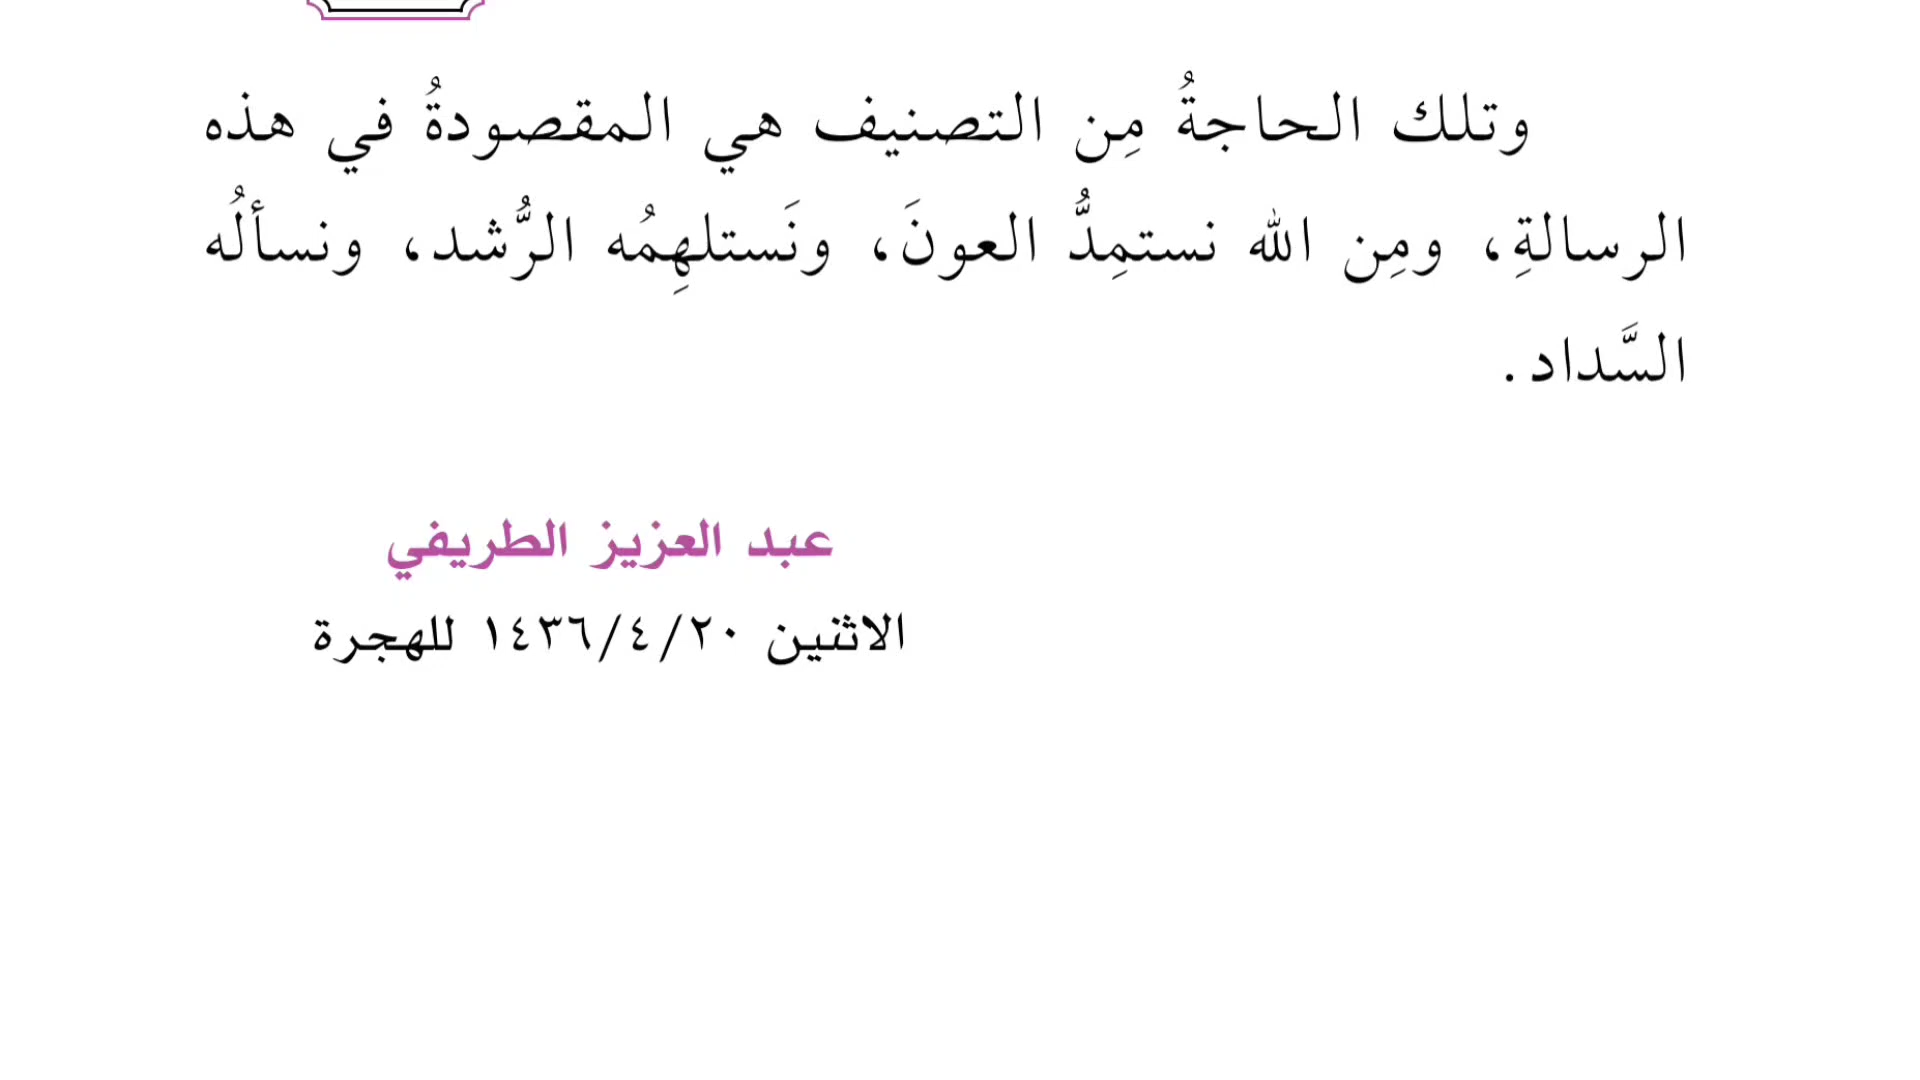 وتلك الحاجةُ مِن التصنيف هي المقصودةُ في هذه
الرسالةِ، ومِن الله نستمِدُّ العونَ، ونَستلهِمُه الرُّشد، ونسألُه
السَّداد.
عبد العزيز الطريفي
الاثنين ١٤٣٦/٤/٢٠ للهجرة